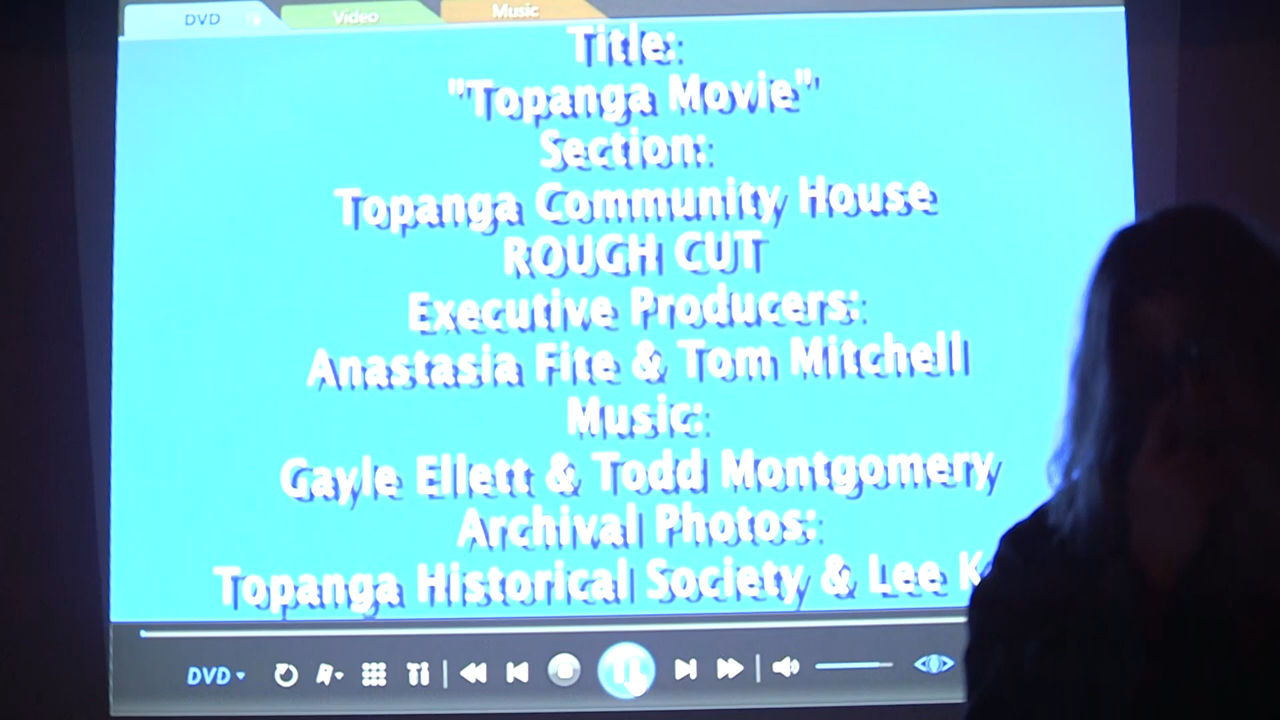 DVD Video Music
Title:
"Topanga Movie"
Section:
Topanga Community House
ROUGH CUT
Executive Producers:
Anastasia Fite & Tom Mitchell
Music:
Gayle Ellett & Todd Montgomery
Archival Photos:
Topanga Historical Society & Lee
DVD Ti